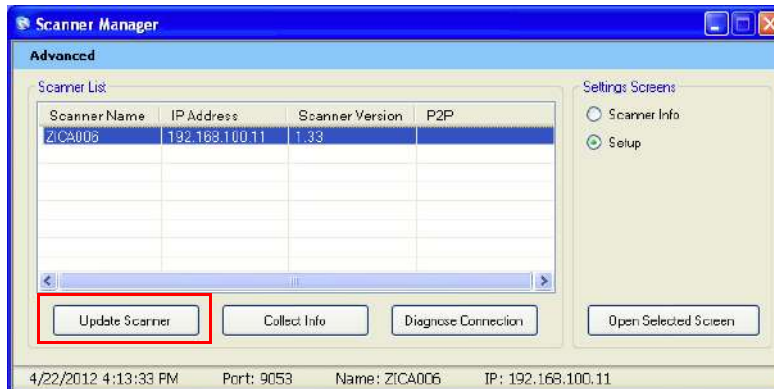 Scanner Manager
Advanced
Scanner List
Scanner Name IP Address Scanner Version P2P
ZICA006 192.168.100.11 1.33
Update Scanner Collect Info Diagnose Connection
Settings Screens
Scanner Info
Setup
Open Selected Screen
4/22/2012 4:13:33 PM Port: 9053 Name: ZICA006 IP: 192.168.100.11